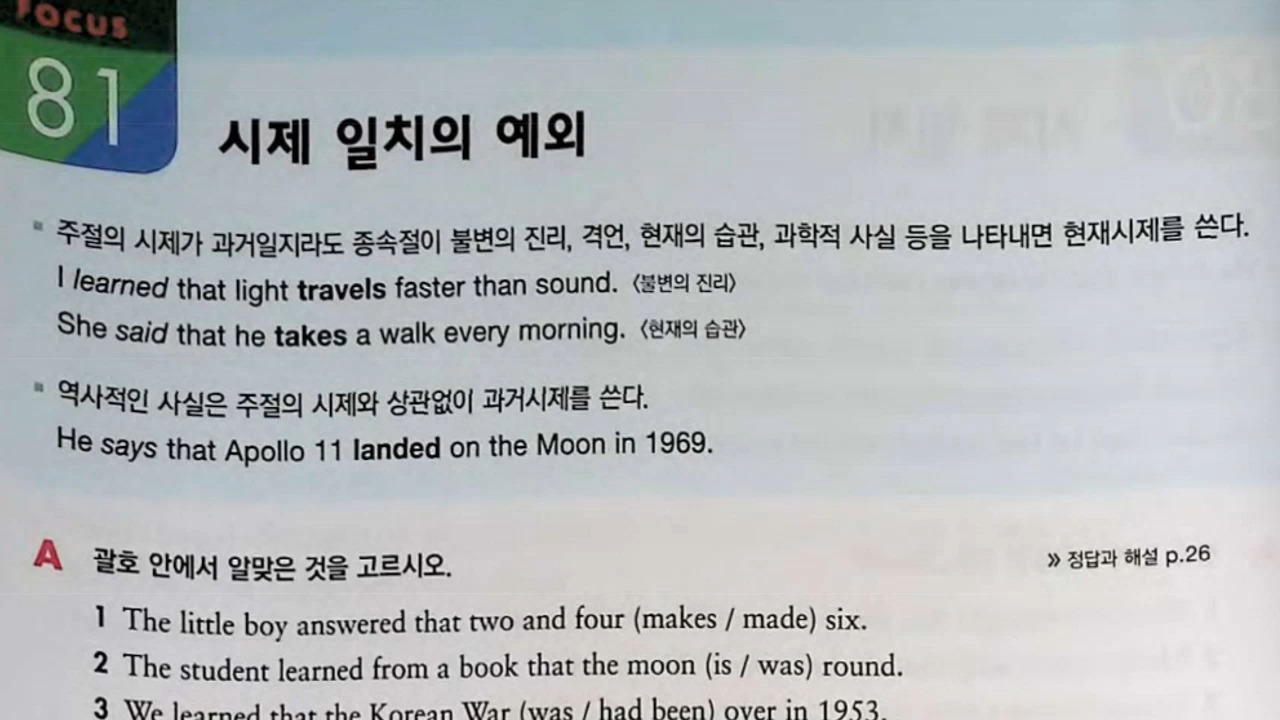 Focus
81
시제 일치의 예외
주절의 시제가 과거일지라도 종속절이 불변의 진리, 격언, 현재의 습관, 과학적 사실 등을 나타내면 현재시제를 쓴다.
I learned that light travels faster than sound. 〈불변의 진리〉
She said that he takes a walk every morning. 〈현재의 습관〉
역사적인 사실은 주절의 시제와 상관없이 과거시제를 쓴다.
He says that Apollo 11 landed on the Moon in 1969.
A 괄호 안에서 알맞은 것을 고르시오.
» 정답과 해설 p.26
1 The little boy answered that two and four (makes / made) six.
2 The student learned from a book that the moon (is / was) round.
3 We learned that the Korean War (was / had been) over in 1953.